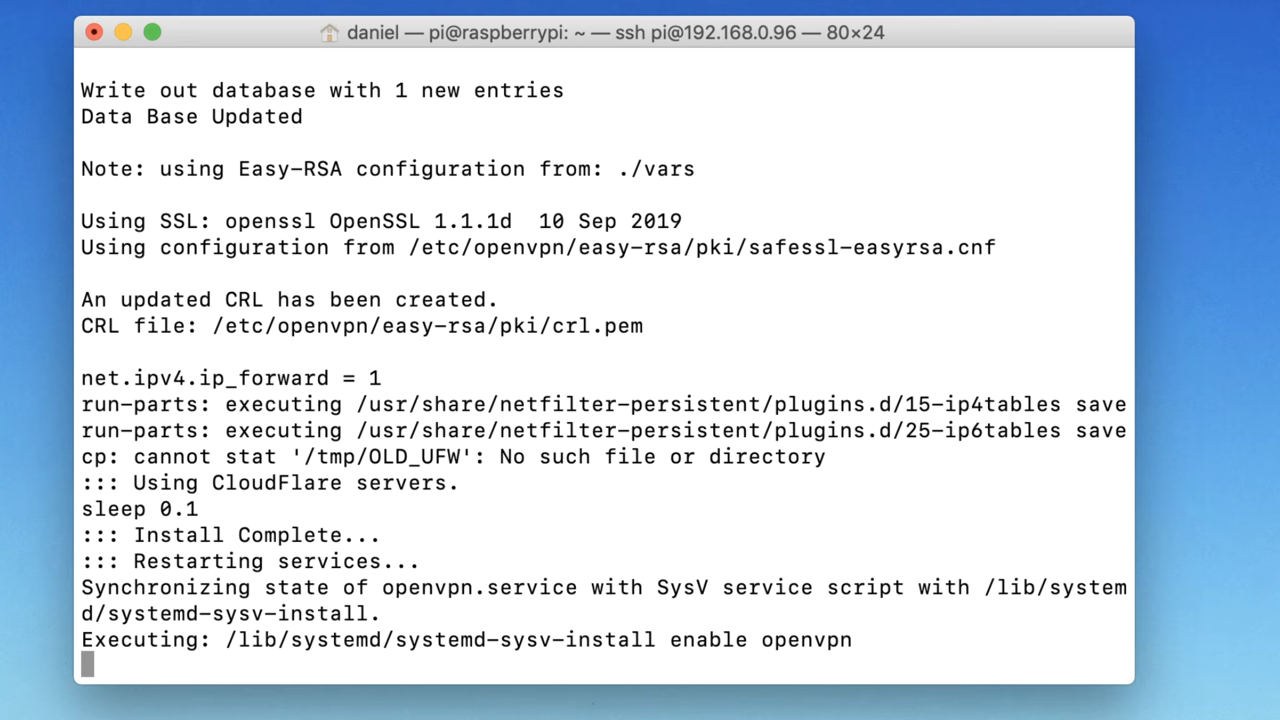 daniel — pi@raspberrypi: ~ — ssh pi@192.168.0.96 — 80×24
Write out database with 1 new entries
Data Base Updated
Note: using Easy-RSA configuration from: ./vars
Using SSL: openssl OpenSSL 1.1.1d  10 Sep 2019
Using configuration from /etc/openvpn/easy-rsa/pki/safessl-easyrsa.cnf
An updated CRL has been created.
CRL file: /etc/openvpn/easy-rsa/pki/crl.pem
net.ipv4.ip_forward = 1
run-parts: executing /usr/share/netfilter-persistent/plugins.d/15-ip4tables save
run-parts: executing /usr/share/netfilter-persistent/plugins.d/25-ip6tables save
cp: cannot stat '/tmp/OLD_UFW': No such file or directory
::: Using CloudFlare servers.
sleep 0.1
::: Install Complete...
::: Restarting services...
Synchronizing state of openvpn.service with SysV service script with /lib/system
d/systemd-sysv-install.
Executing: /lib/systemd/systemd-sysv-install enable openvpn